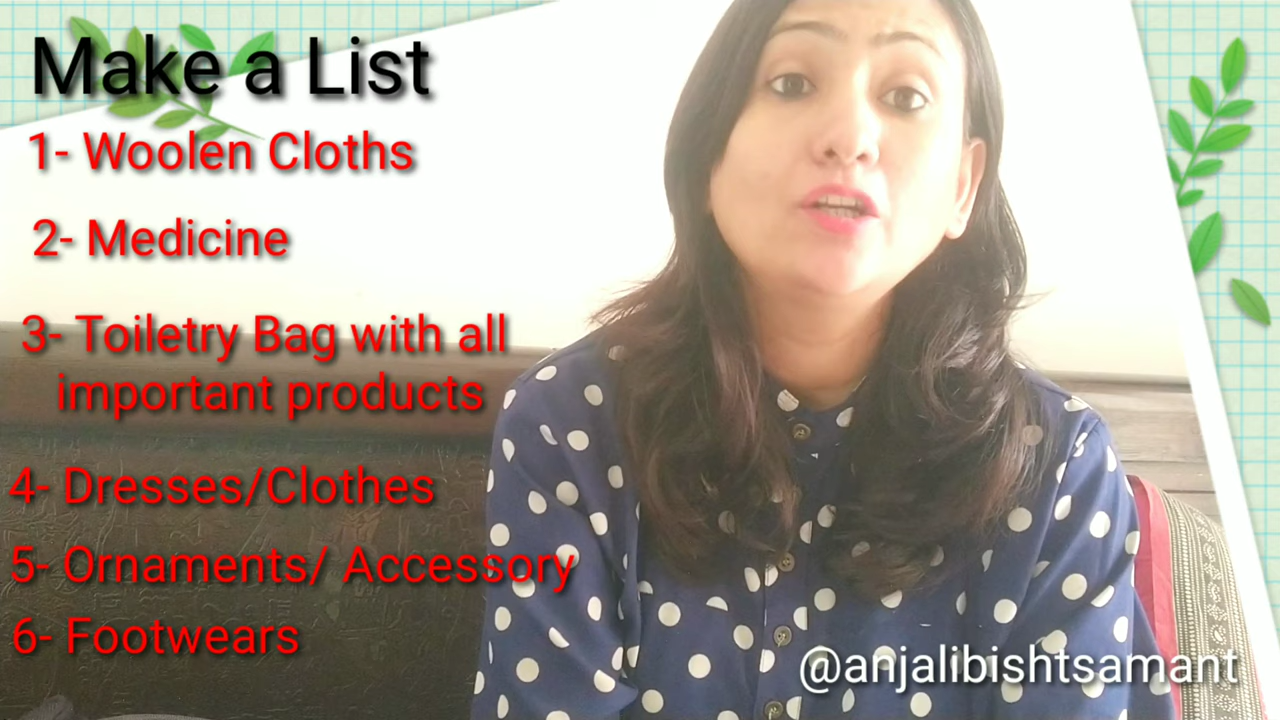 Make a List
1- Woolen Cloths
2- Medicine
3- Toiletry Bag with all
important products
4- Dresses/Clothes
5- Ornaments/ Accessory
6- Footwears
@anjalibishtsamant